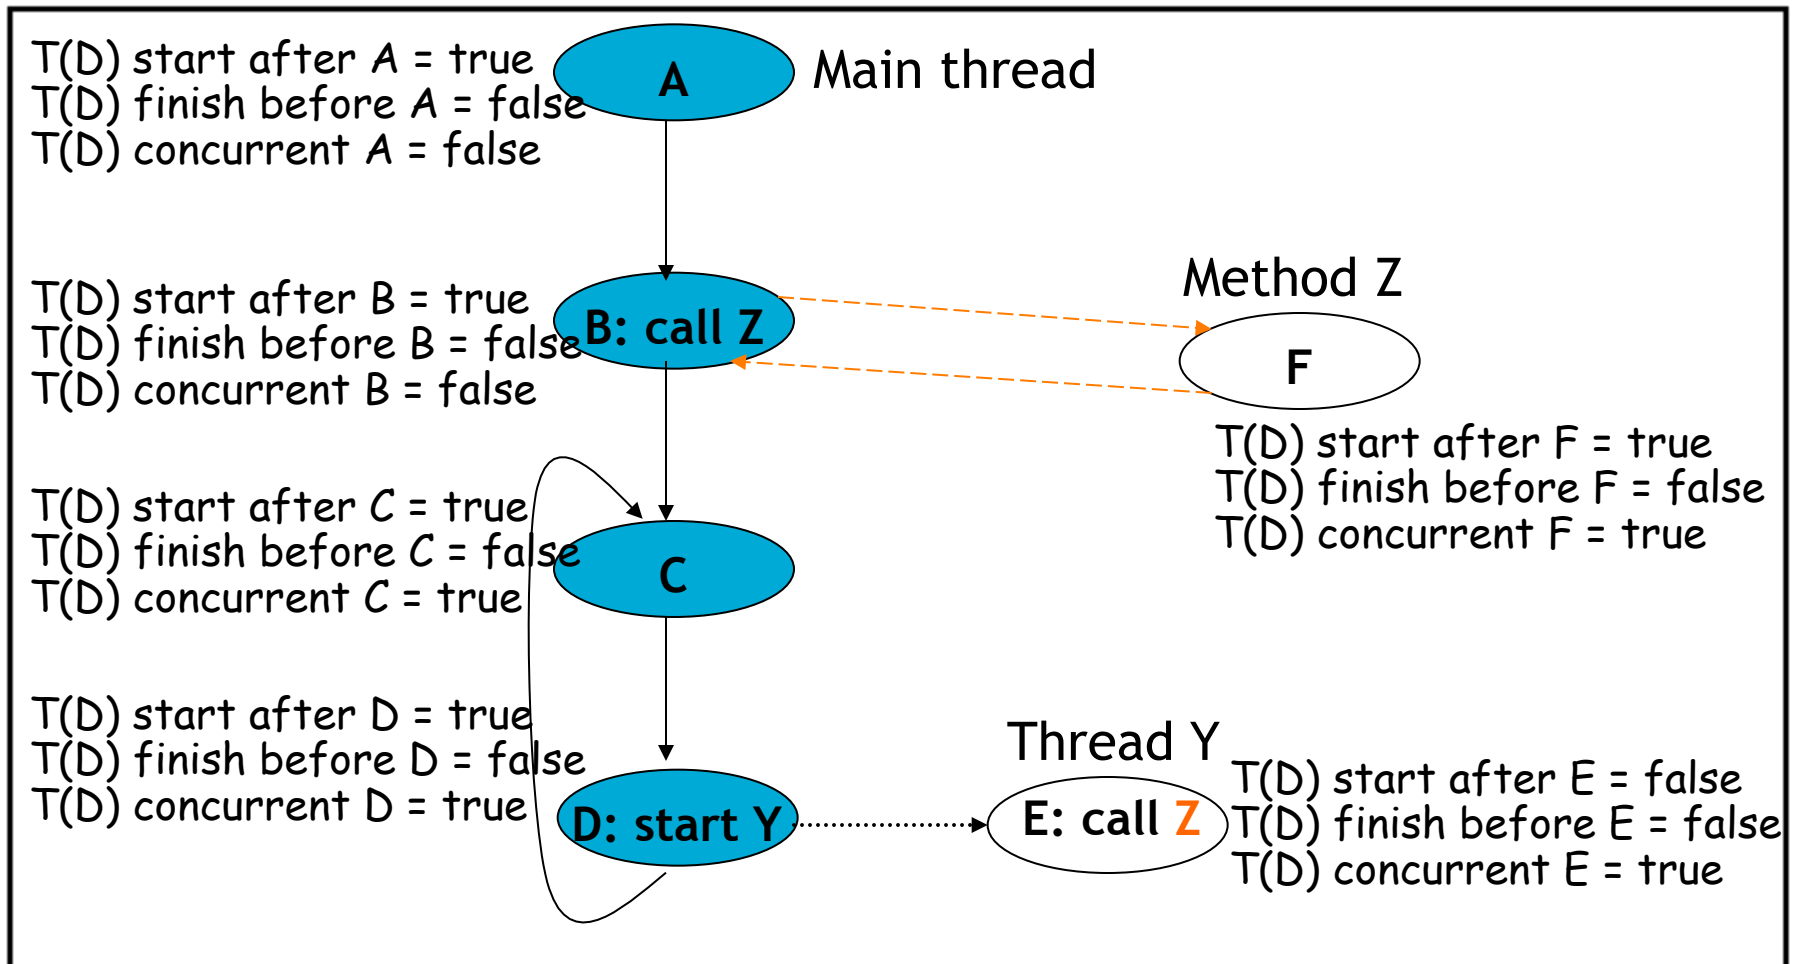 T(D) start after A = true
T(D) finish before A = false
T(D) concurrent A = false
A
Main thread
T(D) start after B = true
T(D) finish before B = false
T(D) concurrent B = false
B: call Z
Method Z
F
T(D) start after F = true
T(D) finish before F = false
T(D) concurrent F = true
T(D) start after C = true
T(D) finish before C = false
T(D) concurrent C = true
C
T(D) start after D = true
T(D) finish before D = false
T(D) concurrent D = true
D: start Y
Thread Y
E: call Z
T(D) start after E = false
T(D) finish before E = false
T(D) concurrent E = true